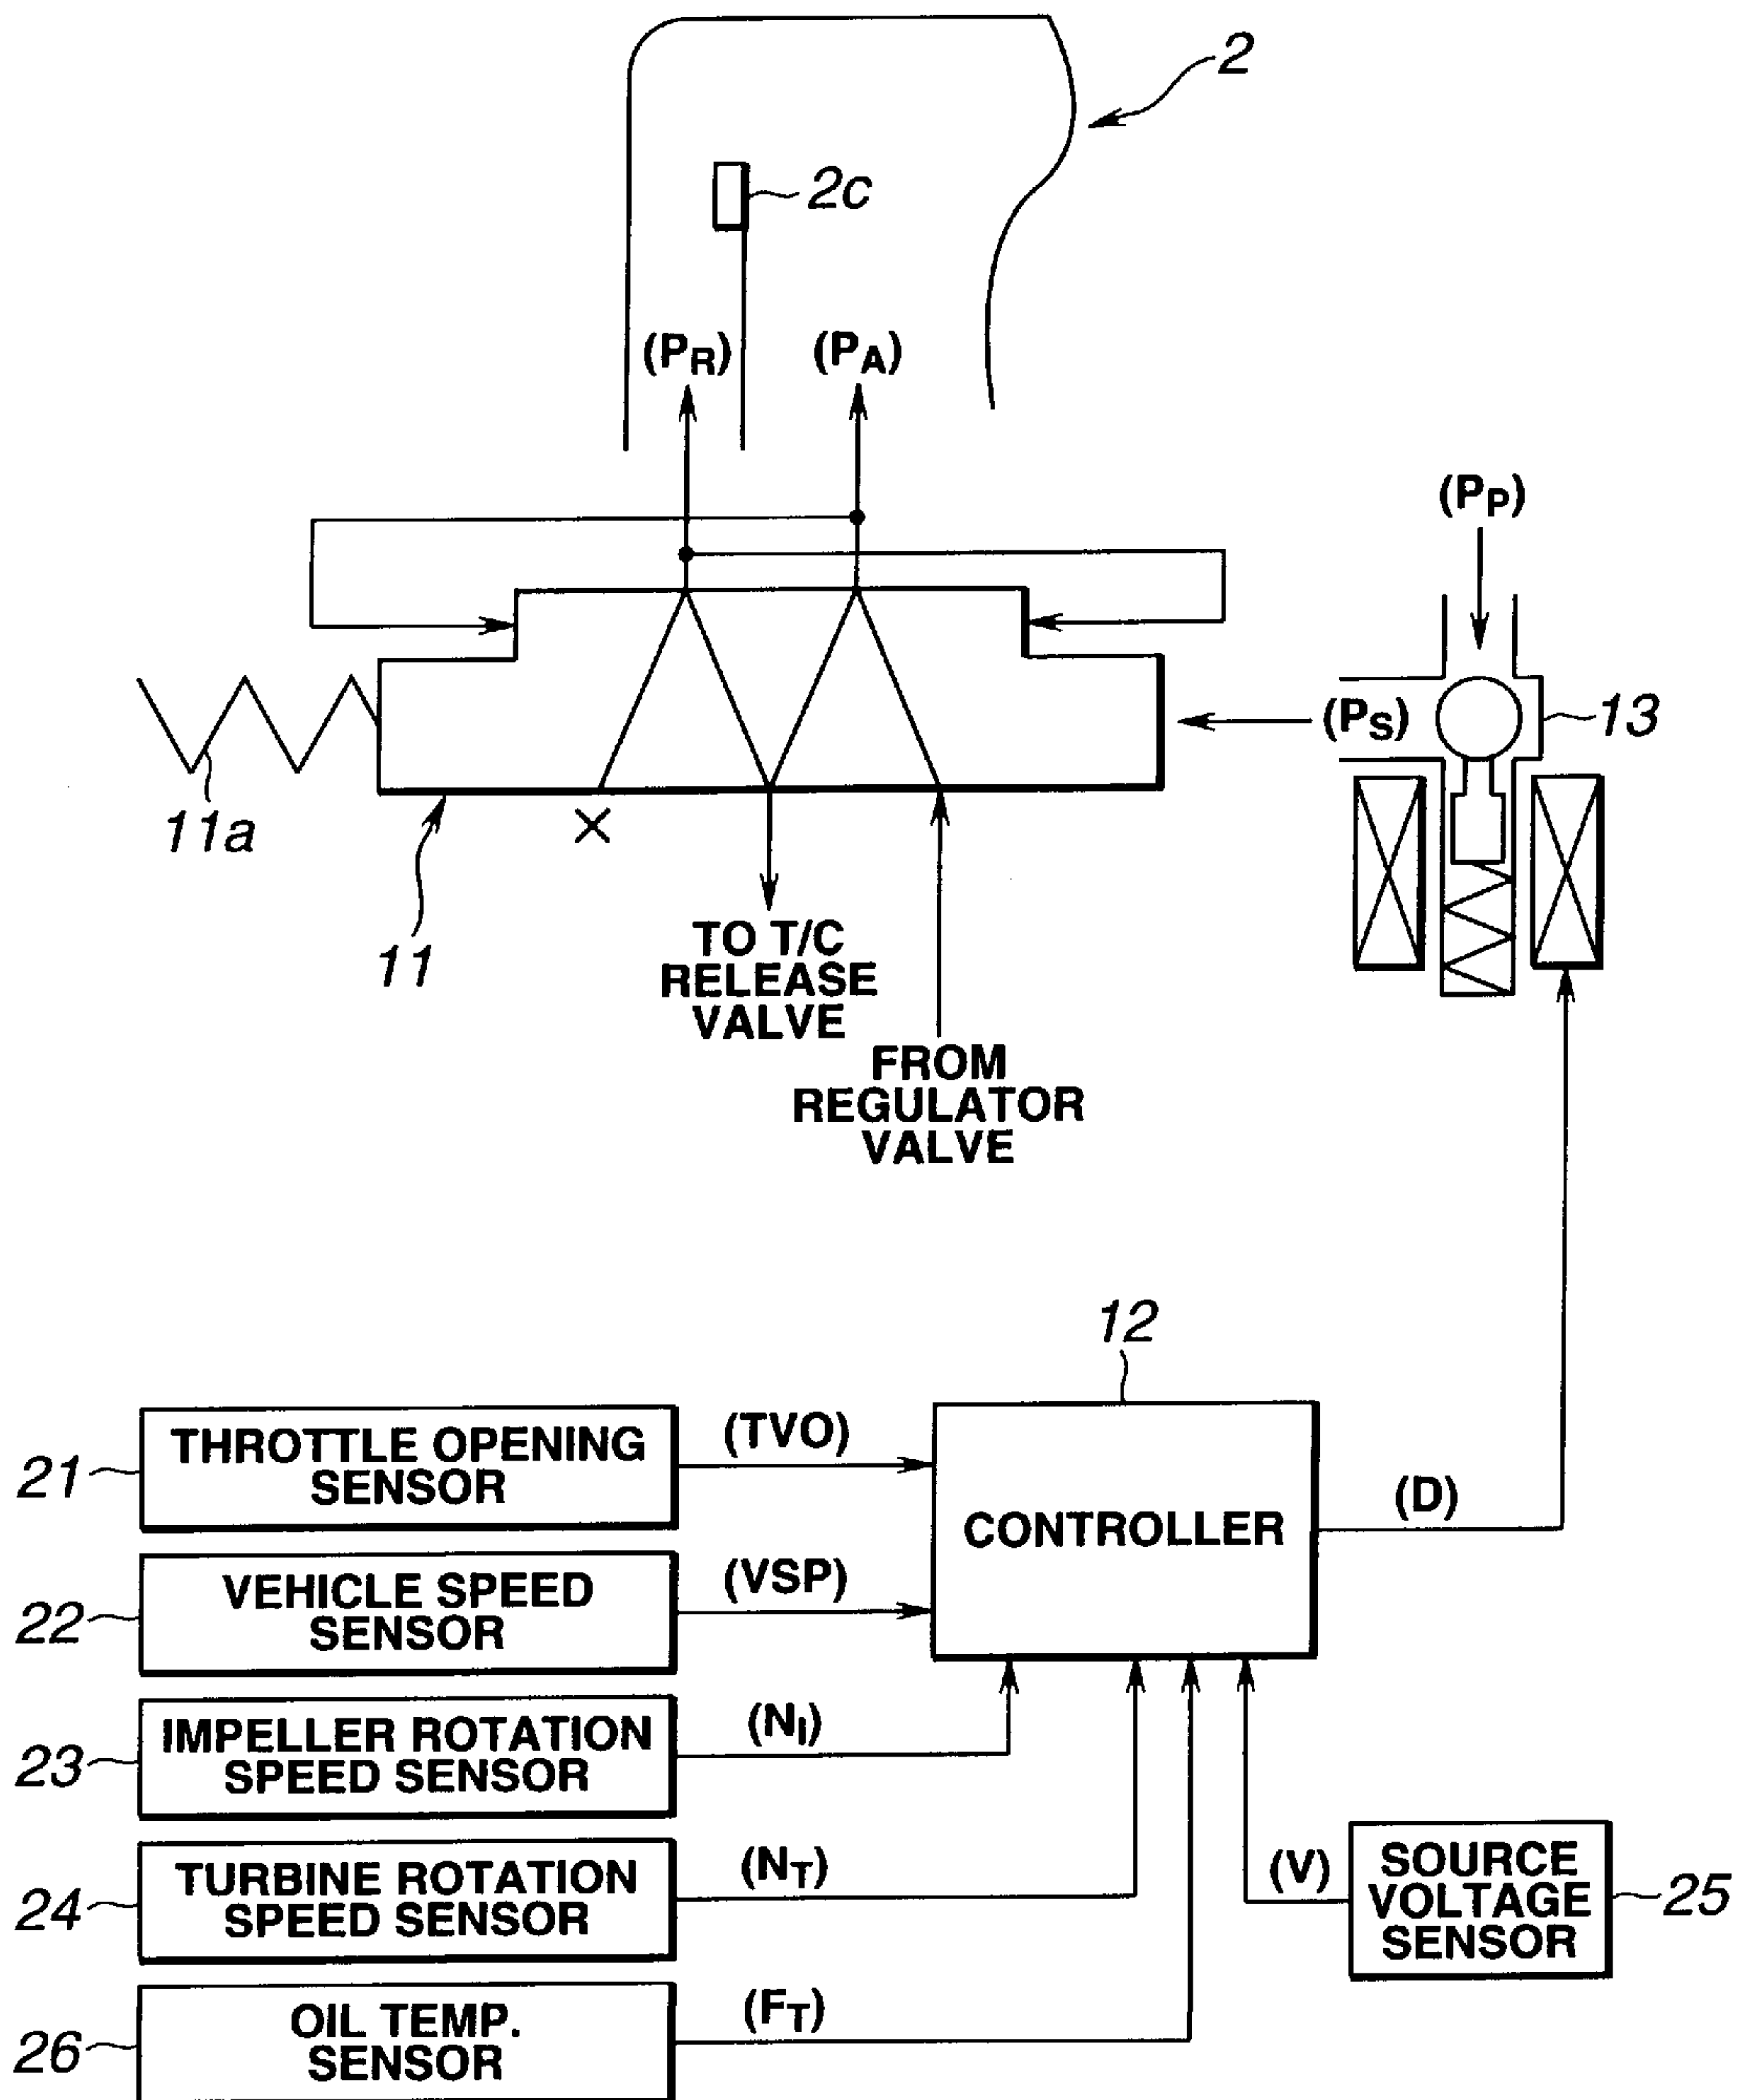 2
2c
(PR)
(PA)
(PP)
(PS)
13
11a
11
TO T/C
RELEASE
VALVE
FROM
REGULATOR
VALVE
12
21
THROTTLE OPENING
SENSOR
(TVO)
CONTROLLER
(D)
22
VEHICLE SPEED
SENSOR
(VSP)
23
IMPELLER ROTATION
SPEED SENSOR
(NI)
24
TURBINE ROTATION
SPEED SENSOR
(NT)
(V)
SOURCE
VOLTAGE
SENSOR
25
26
OIL TEMP.
SENSOR
(FT)